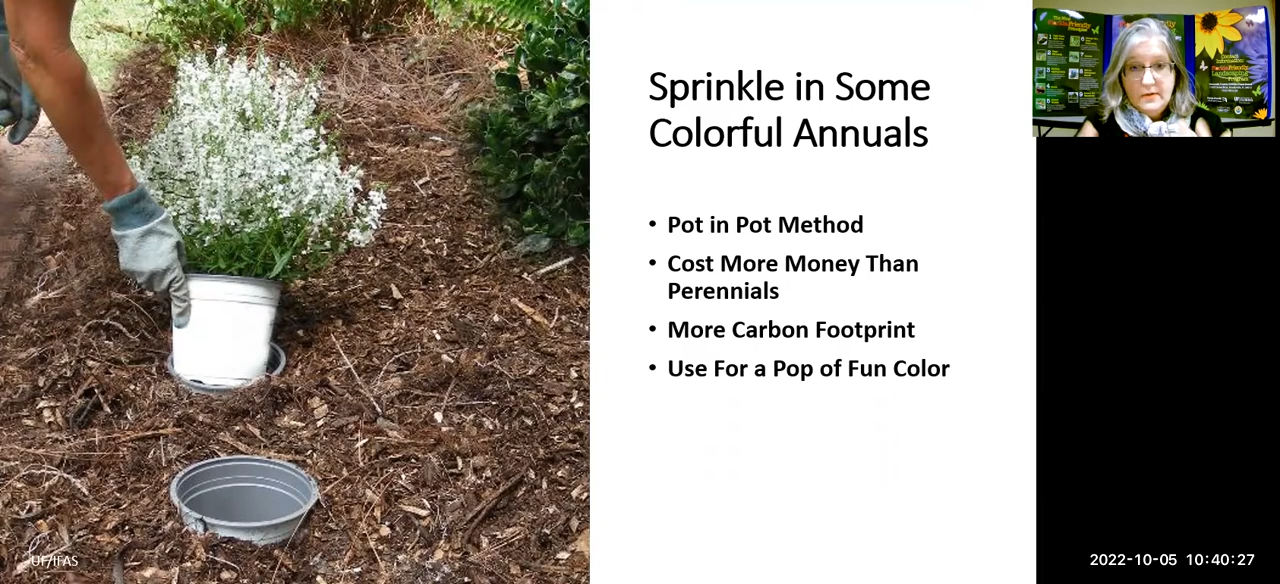 Sprinkle in Some
Colorful Annuals
• Pot in Pot Method
• Cost More Money Than
Perennials
• More Carbon Footprint
• Use For a Pop of Fun Color
UF/IFAS
2022-10-05 10:40:27